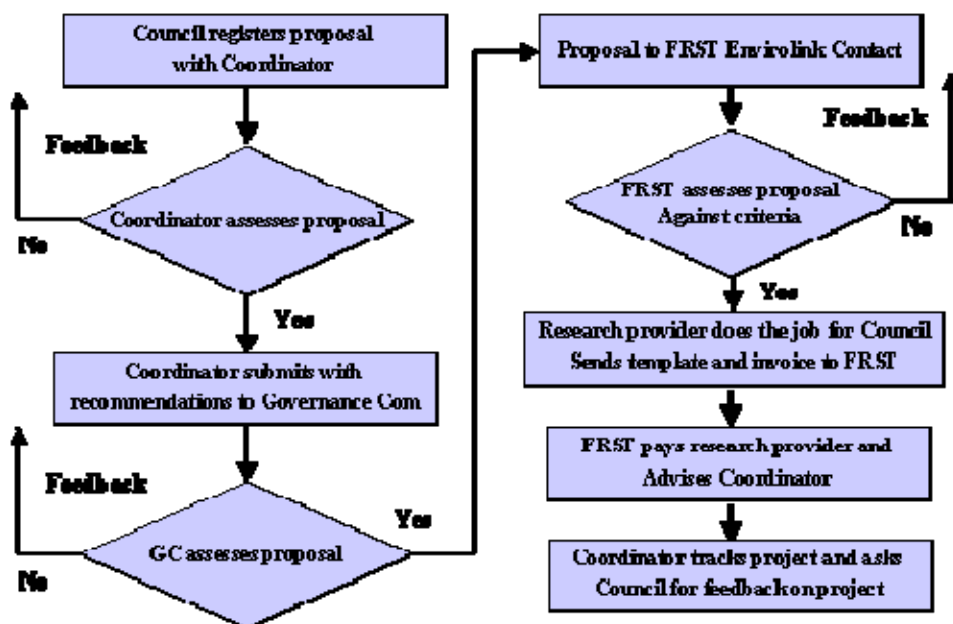 Council registers proposal
with Coordinator
Feedback
Coordinator assesses proposal
No
Yes
Coordinator submits with
recommendations to Governance Com
Feedback
GC assesses proposal
No
Yes
Proposal to FRST Envirolink Contact
Feedback
FRST assesses proposal
Against criteria
No
Yes
Research provider does the job for Council
Sends template and invoice to FRST
FRST pays research provider and
Advises Coordinator
Coordinator tracks project and asks
Council for feedback on project